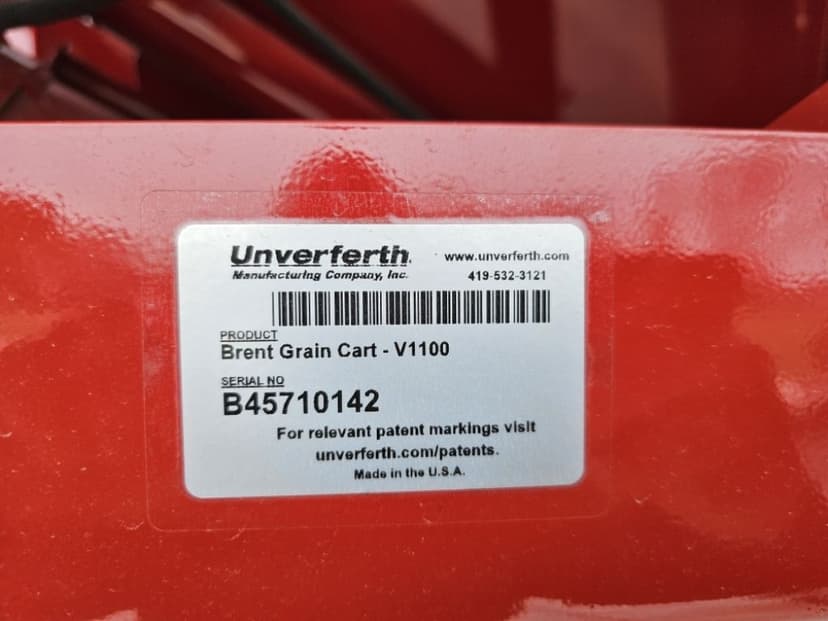 Unverferth www.unverferth.com
Manufacturing Company, Inc. 419-532-3121
PRODUCT
Brent Grain Cart - V1100
SERIAL NO
B45710142
For relevant patent markings visit
unverferth.com/patents.
Made in the U.S.A.